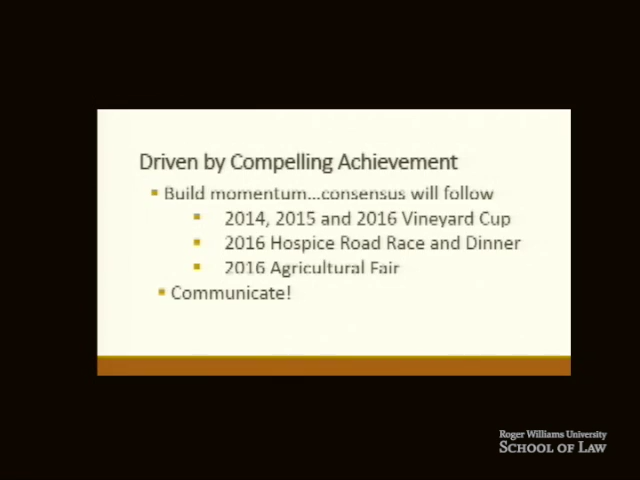 Driven by Compelling Achievement
▪ Build momentum...consensus will follow
▪ 2014, 2015 and 2016 Vineyard Cup
▪ 2016 Hospice Road Race and Dinner
▪ 2016 Agricultural Fair
▪ Communicate!
Roger Williams University
SCHOOL OF LAW